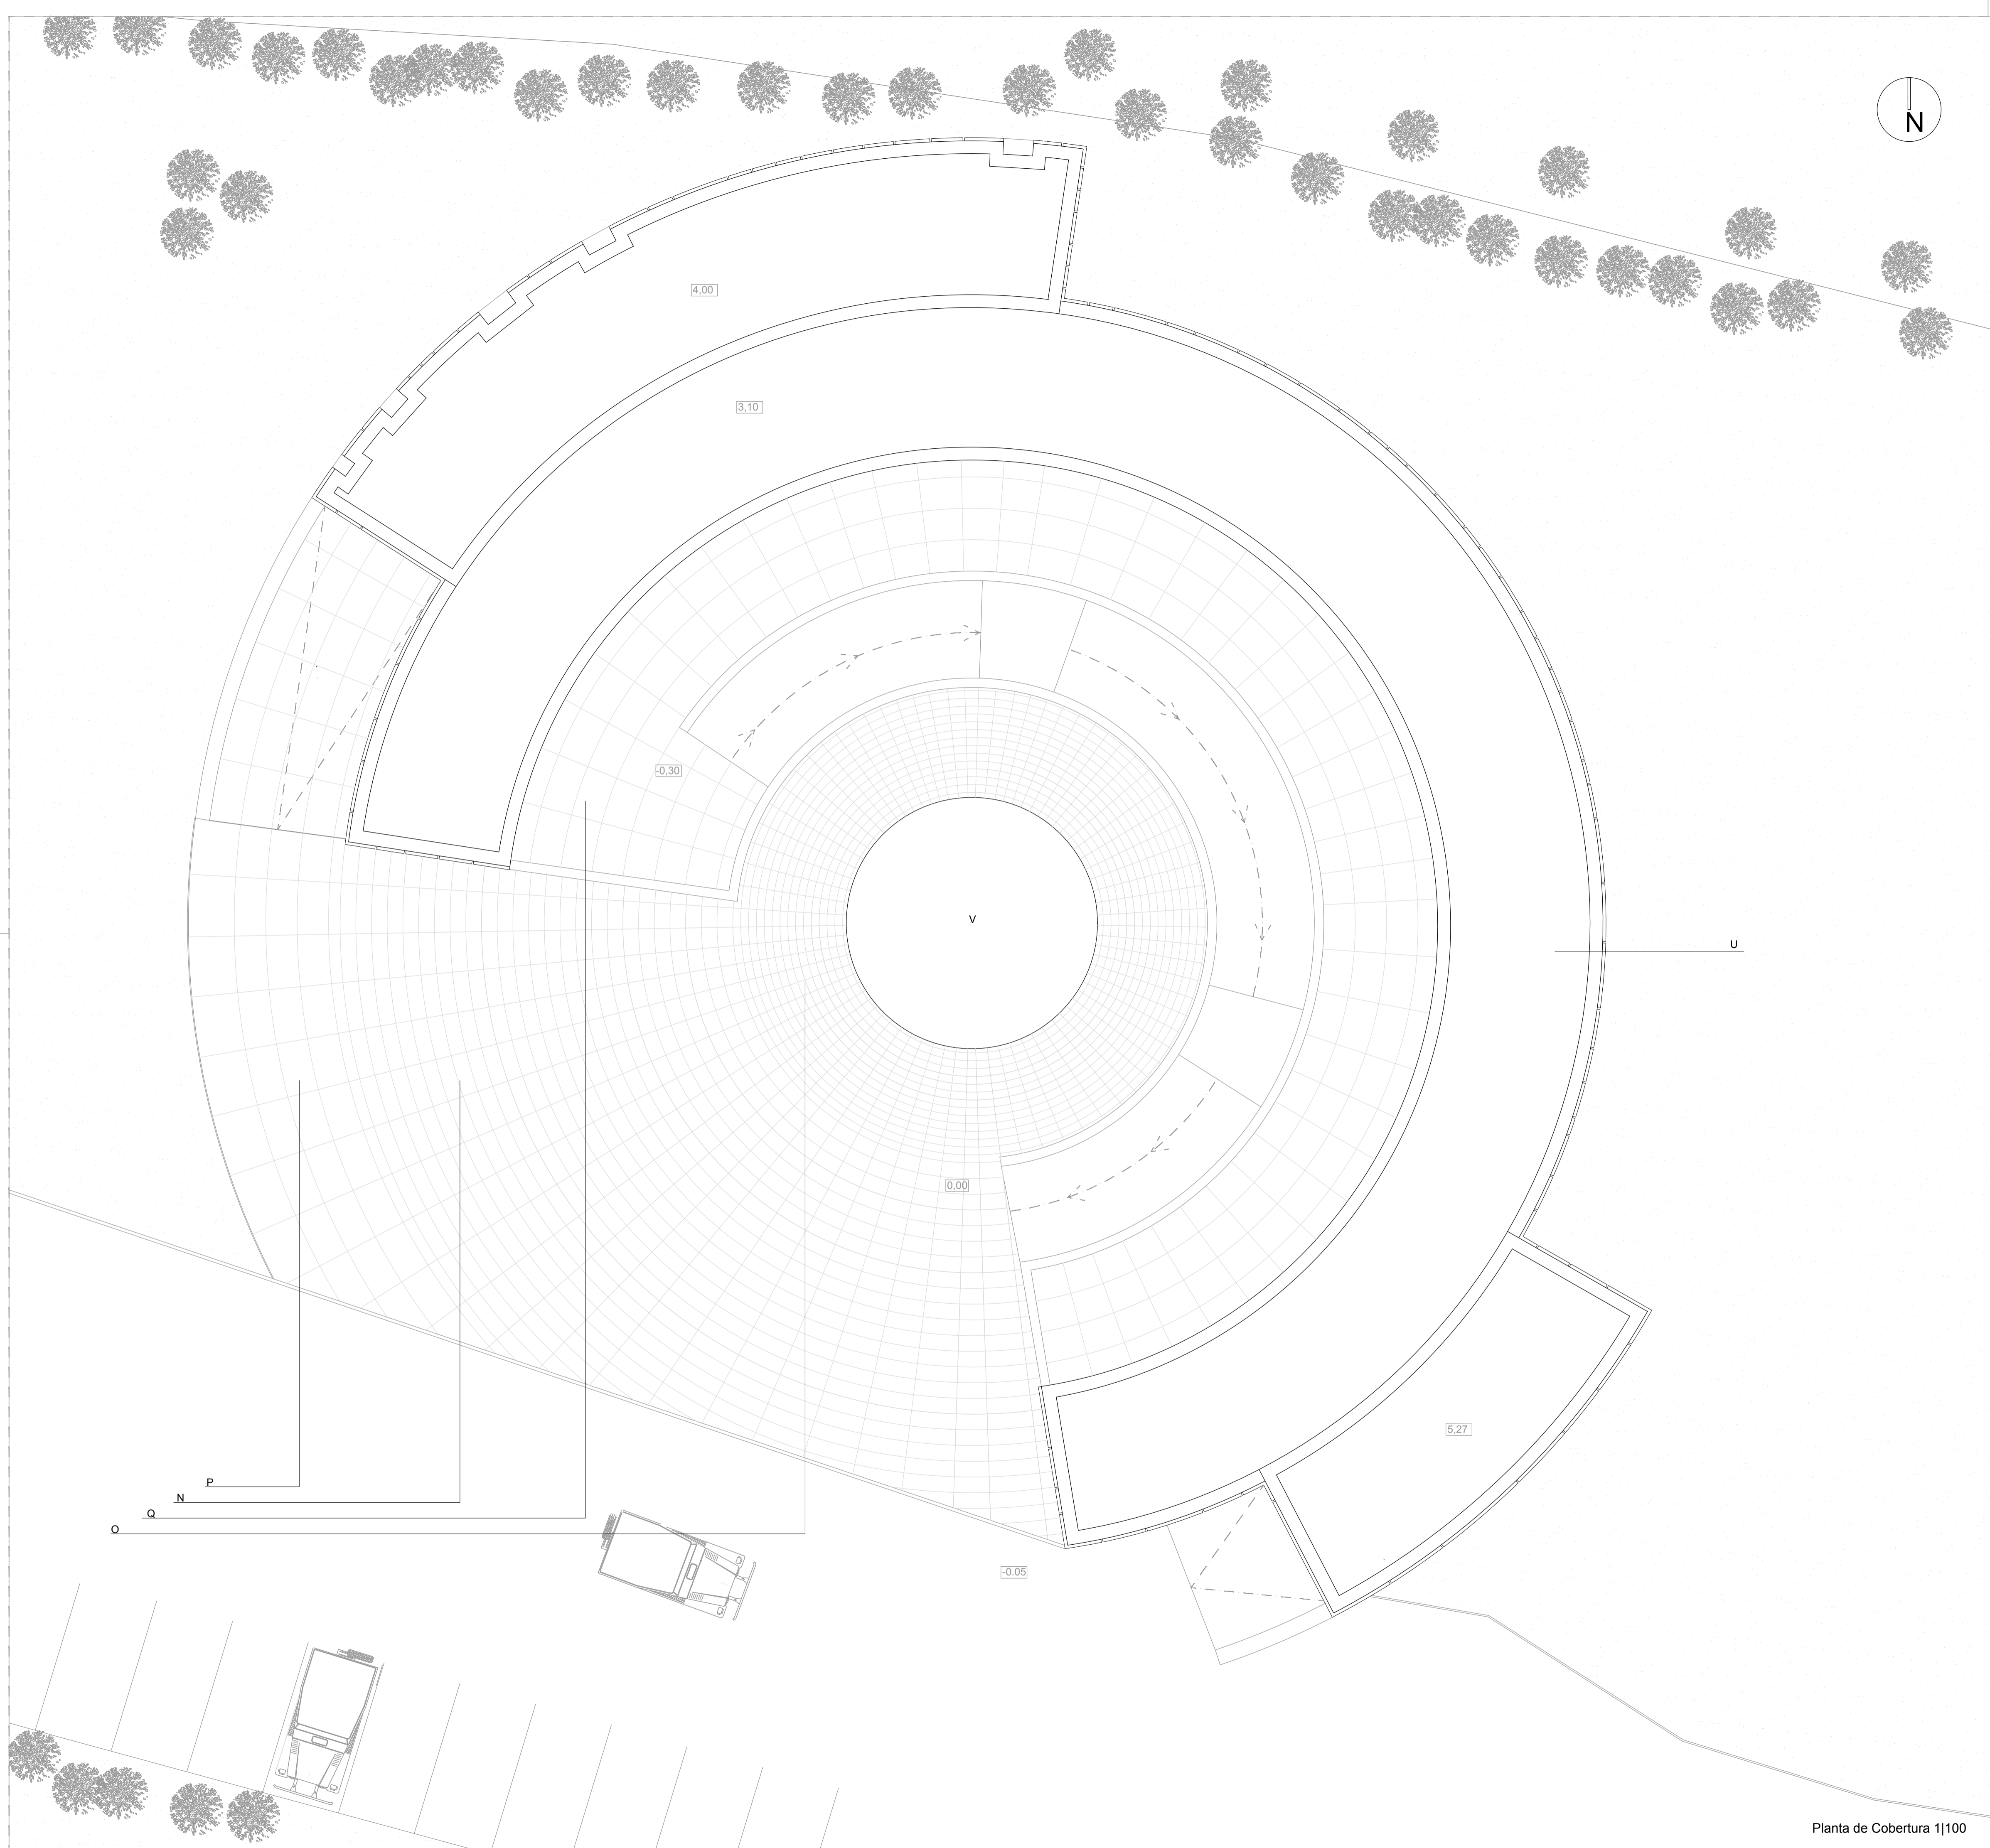 N
4,00
3,10
-0,30
V
U
0,00
5,27
P
N
Q
O
-0.05
Planta de Cobertura 1|100